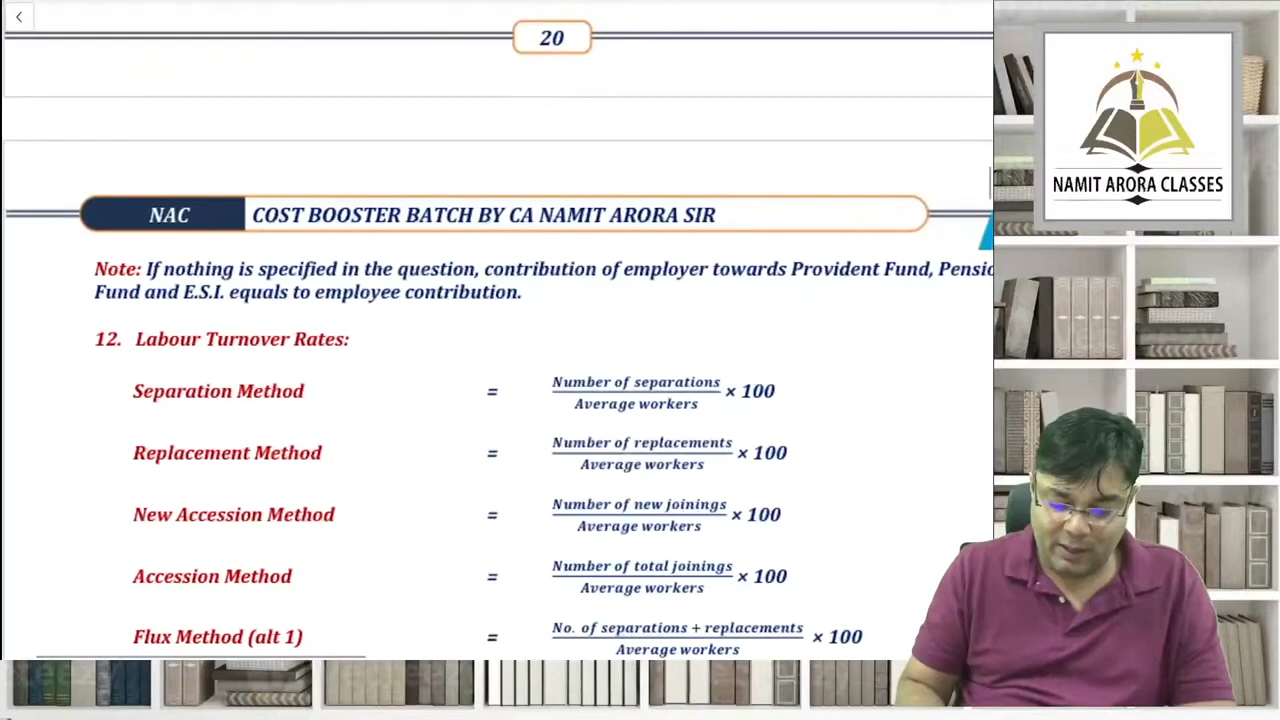 20
NAMIT ARORA CLASSES
NAC COST BOOSTER BATCH BY CA NAMIT ARORA SIR
Note: If nothing is specified in the question, contribution of employer towards Provident Fund, Pensio
Fund and E.S.I. equals to employee contribution.
12. Labour Turnover Rates:
Separation Method = Number of separations / Average workers × 100
Replacement Method = Number of replacements / Average workers × 100
New Accession Method = Number of new joinings / Average workers × 100
Accession Method = Number of total joinings / Average workers × 100
Flux Method (alt 1) = No. of separations + replacements / Average workers × 100